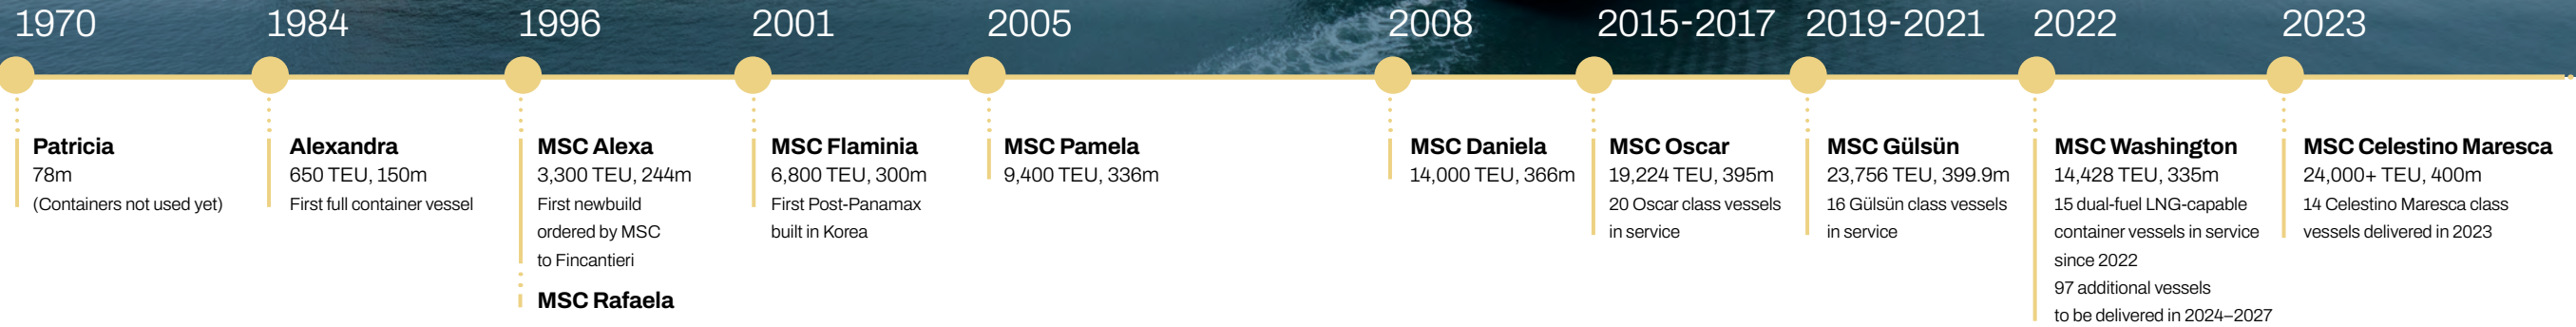 1970
Patricia
78m
(Containers not used yet)
1984
Alexandra
650 TEU, 150m
First full container vessel
1996
MSC Alexa
3,300 TEU, 244m
First newbuild
ordered by MSC
to Fincantieri
MSC Rafaela
2001
MSC Flaminia
6,800 TEU, 300m
First Post-Panamax
built in Korea
2005
MSC Pamela
9,400 TEU, 336m
2008
MSC Daniela
14,000 TEU, 366m
2015-2017
MSC Oscar
19,224 TEU, 395m
20 Oscar class vessels
in service
2019-2021
MSC Gülsün
23,756 TEU, 399.9m
16 Gülsün class vessels
in service
2022
MSC Washington
14,428 TEU, 335m
15 dual-fuel LNG-capable
container vessels in service
since 2022
97 additional vessels
to be delivered in 2024–2027
2023
MSC Celestino Maresca
24,000+ TEU, 400m
14 Celestino Maresca class
vessels delivered in 2023